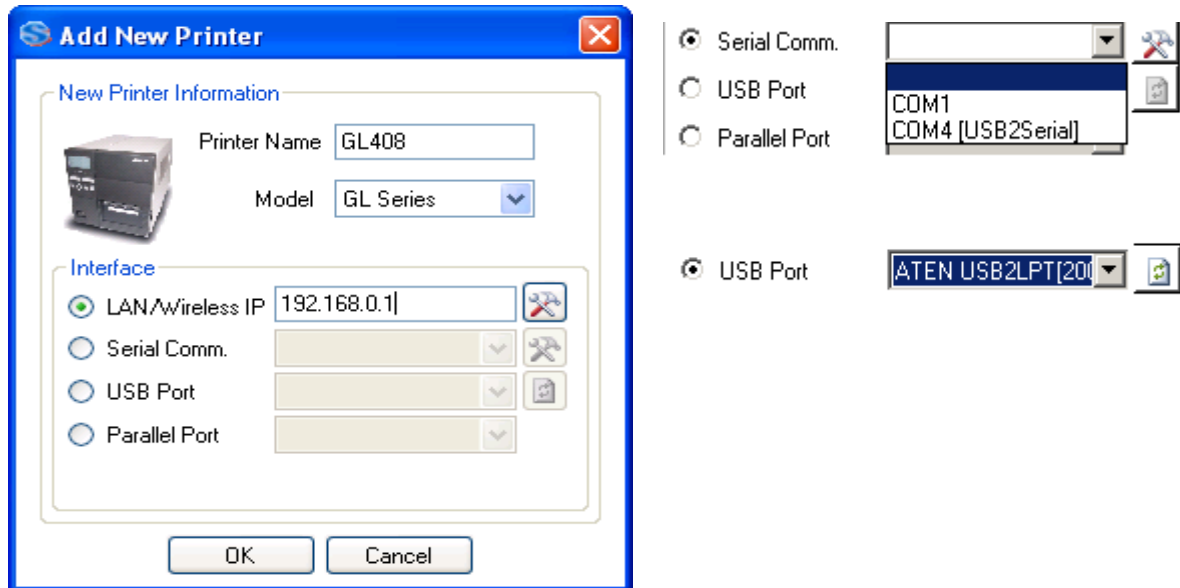 Add New Printer
New Printer Information
Printer Name GL408
Model GL Series
Interface
LAN/Wireless IP 192.168.0.1
Serial Comm.
USB Port
Parallel Port
OK Cancel
Serial Comm.
USB Port
COM1
COM4 [USB2Serial]
Parallel Port
USB Port ATEN USB2LPT[200